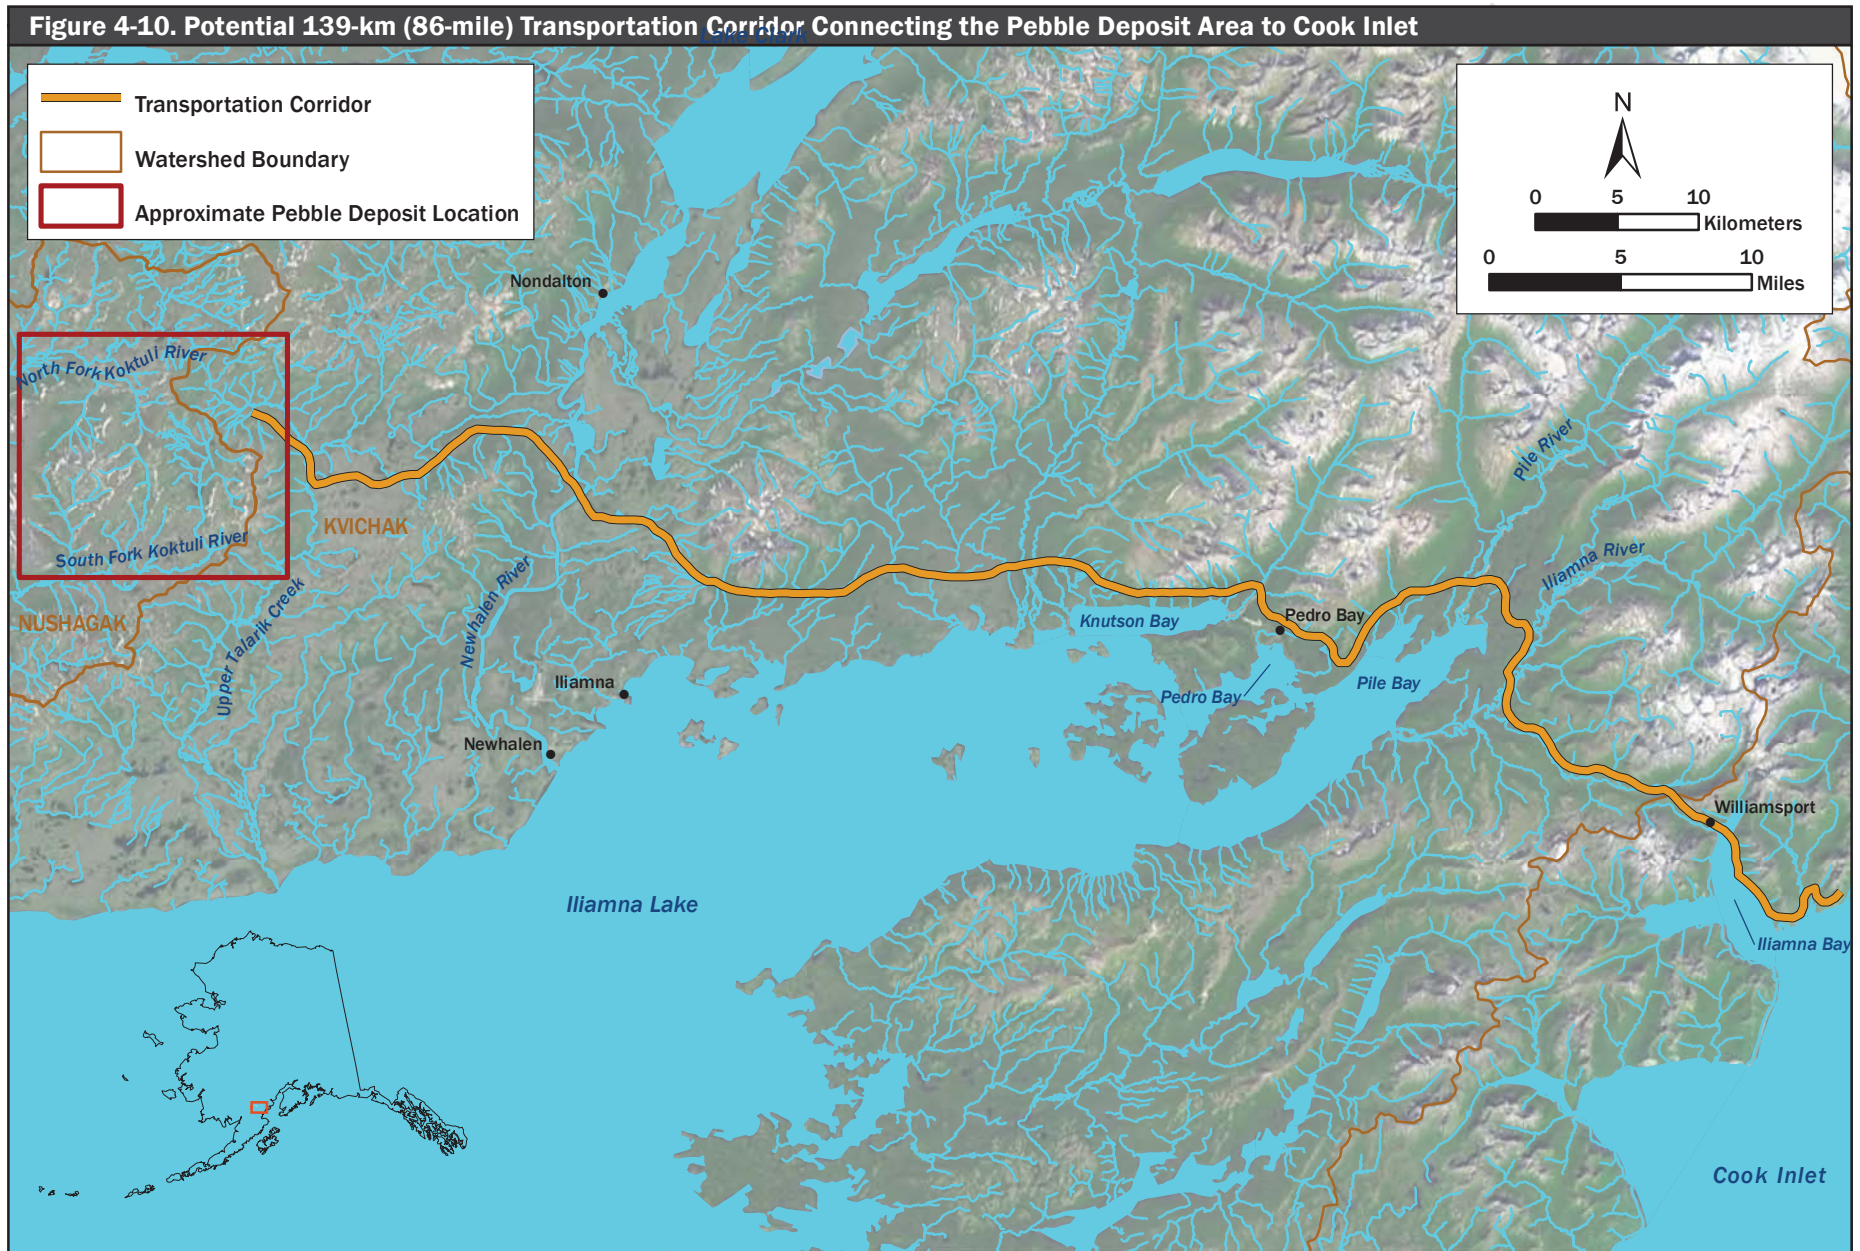 Figure 4-10. Potential 139-km (86-mile) Transportation Corridor Connecting the Pebble Deposit Area to Cook Inlet
Lake Clark
Transportation Corridor
Watershed Boundary
Approximate Pebble Deposit Location
N
0 5 10
Kilometers
0 5 10
Miles
Nondalton
North Fork Koktuli River
Pile River
KVICHAK
South Fork Koktuli River
Iliamna River
NUSHAGAK
Upper Talarik Creek
Newhalen River
Knutson Bay
Pedro Bay
Iliamna
Pedro Bay
Pile Bay
Newhalen
Williamsport
Iliamna Lake
Iliamna Bay
Cook Inlet